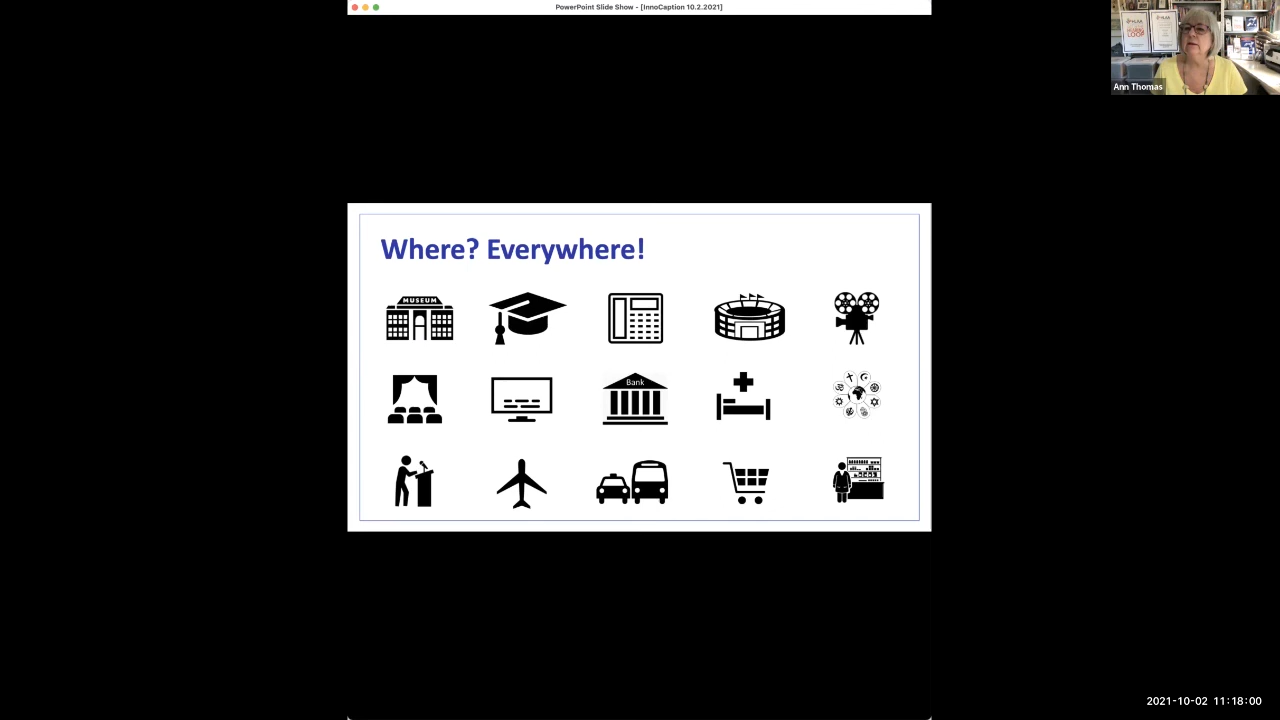 PowerPoint Slide Show - [InnoCaption 10.2.2021]
Ann Thomas
Where? Everywhere!
MUSEUM
Bank
2021-10-02 11:18:00